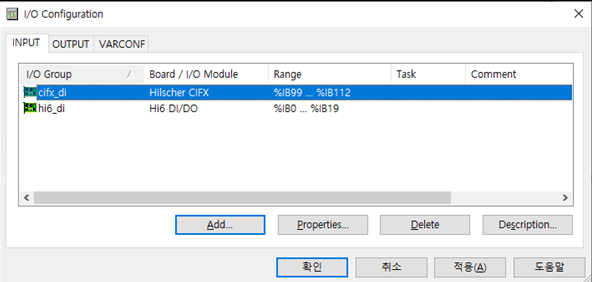 I/O Configuration
INPUT OUTPUT VARCONF
I/O Group / Board / I/O Module Range Task Comment
cifx_di Hilscher CIFX %IB99 ... %IB112
hi6_di Hi6 DI/DO %IB0 ... %IB19
Add... Properties... Delete Description...
확인 취소 적용(A) 도움말